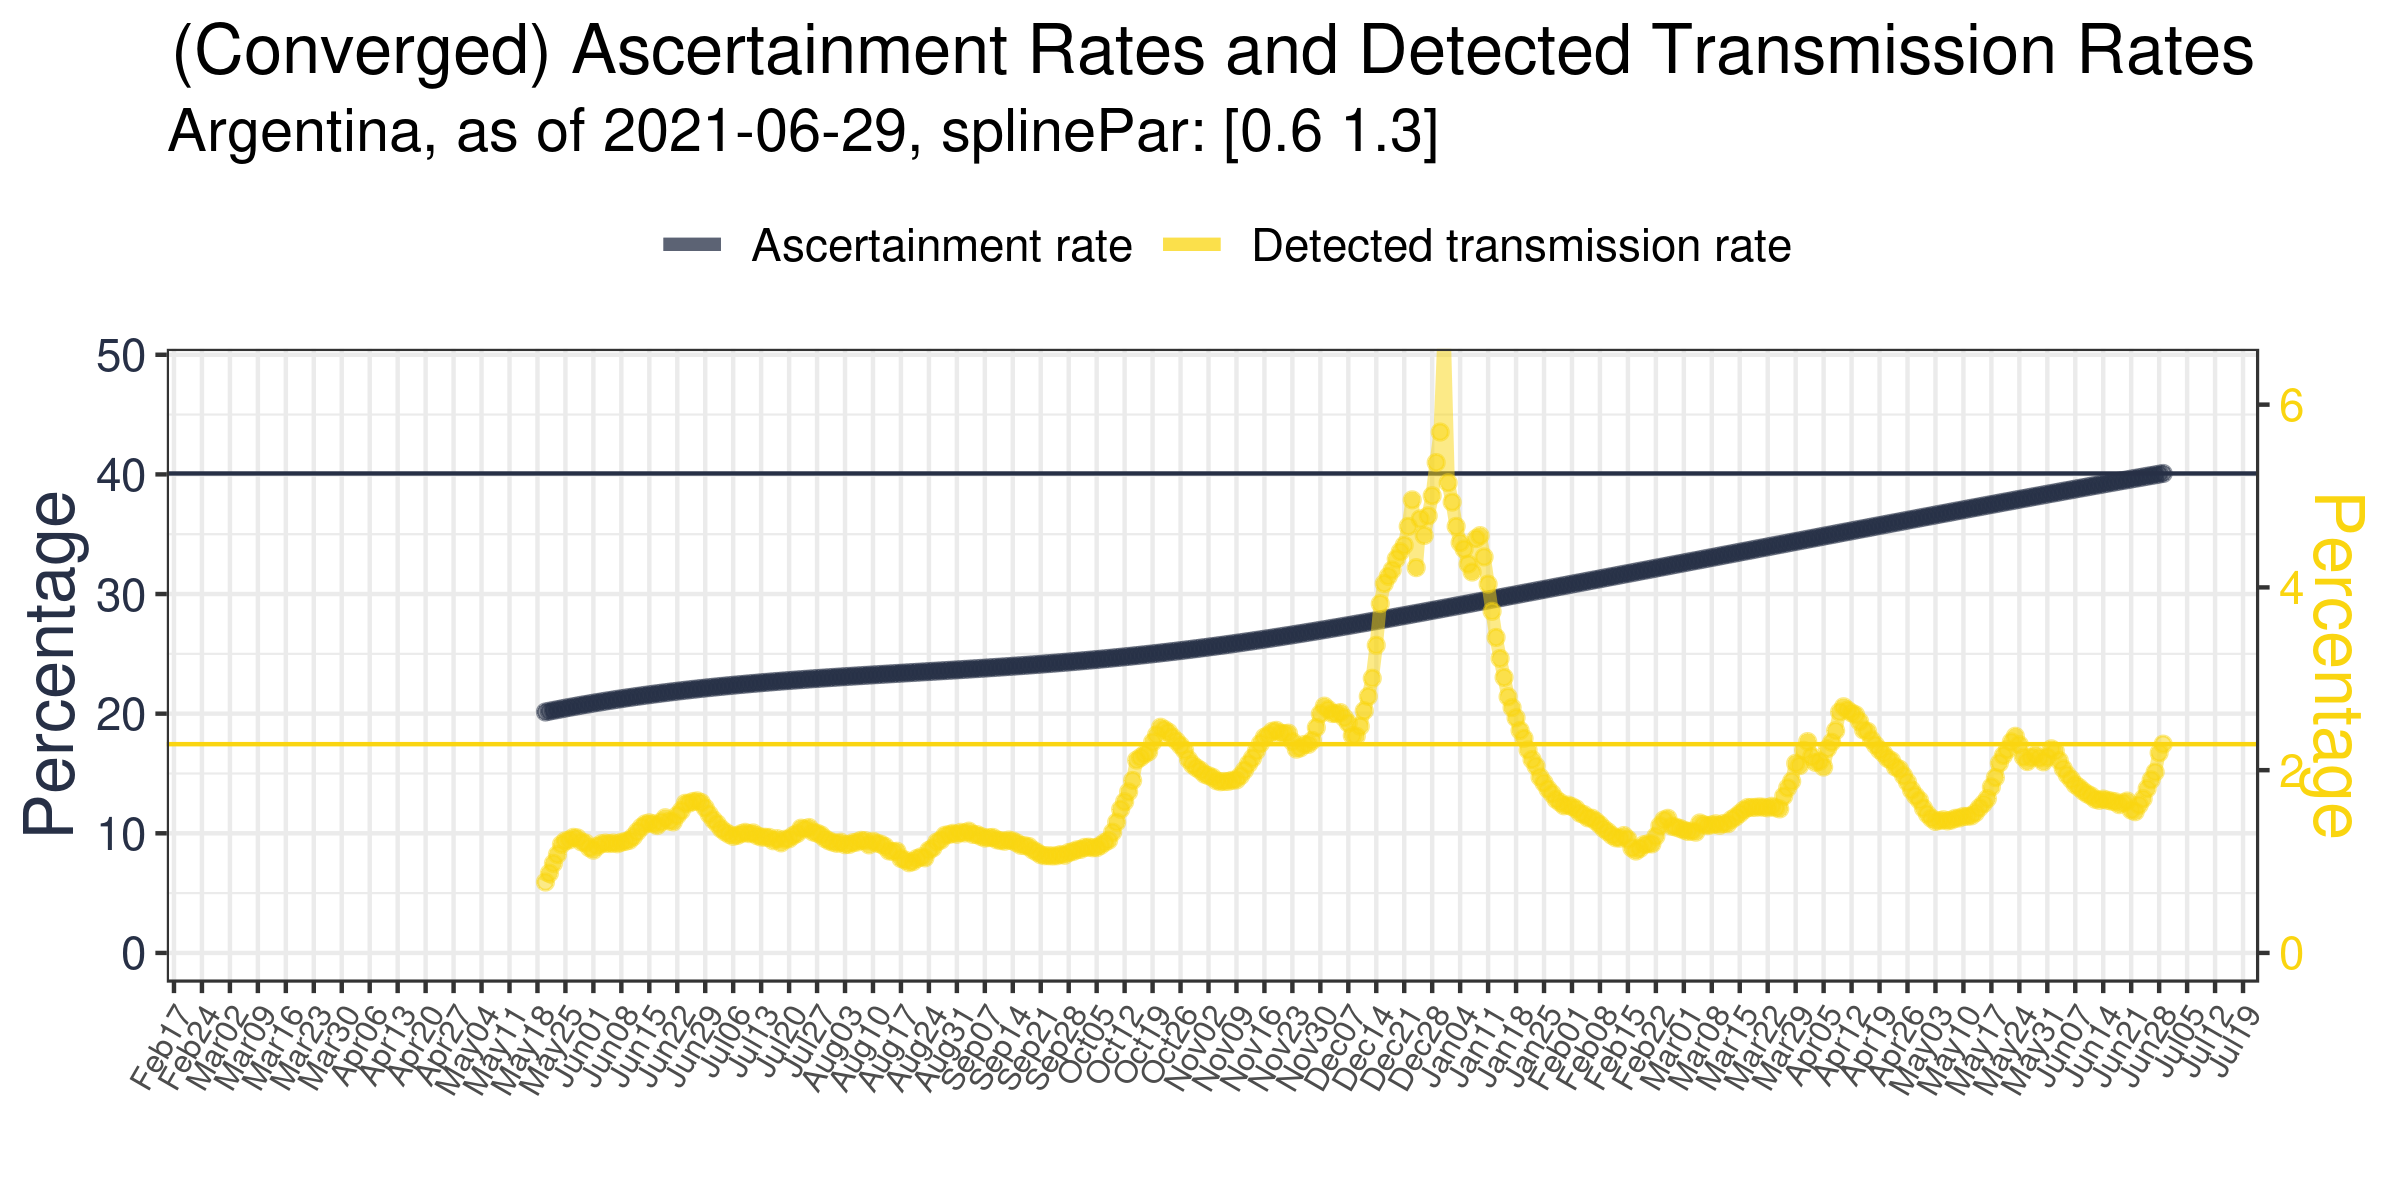 (Converged) Ascertainment Rates and Detected Transmission Rates
Argentina, as of 2021-06-29, splinePar: [0.6 1.3]
Ascertainment rate Detected transmission rate
Percentage
50
40
30
20
10
0
6
4
2
0
Percentage
Feb17 Feb24 Mar02 Mar09 Mar16 Mar23 Mar30 Apr06 Apr13 Apr20 Apr27 May04 May11 May18 May25 Jun01 Jun08 Jun15 Jun22 Jun29 Jul06 Jul13 Jul20 Jul27 Aug03 Aug10 Aug17 Aug24 Aug31 Sep07 Sep14 Sep21 Sep28 Oct05 Oct12 Oct19 Oct26 Nov02 Nov09 Nov16 Nov23 Nov30 Dec07 Dec14 Dec21 Dec28 Jan04 Jan11 Jan18 Jan25 Feb01 Feb08 Feb15 Feb22 Mar01 Mar08 Mar15 Mar22 Mar29 Apr05 Apr12 Apr19 Apr26 May03 May10 May17 May24 May31 Jun07 Jun14 Jun21 Jun28 Jul05 Jul12 Jul19